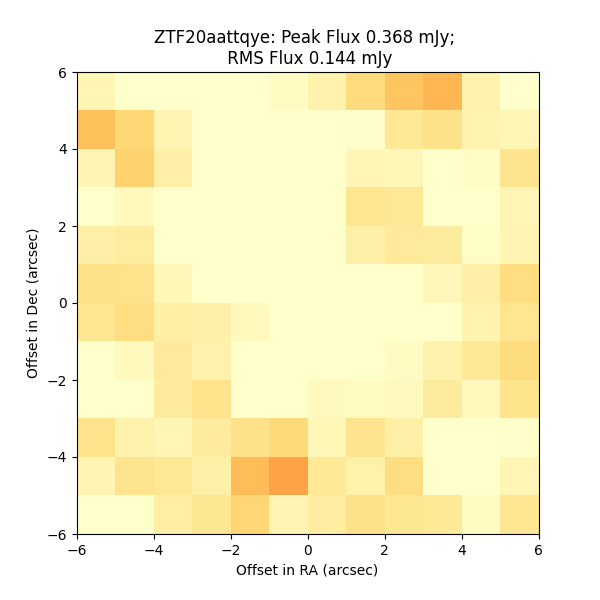 ZTF20aattqye: Peak Flux 0.368 mJy;
RMS Flux 0.144 mJy
6
4
2
0
−2
−4
−6
Offset in Dec (arcsec)
−6 −4 −2 0 2 4 6
Offset in RA (arcsec)